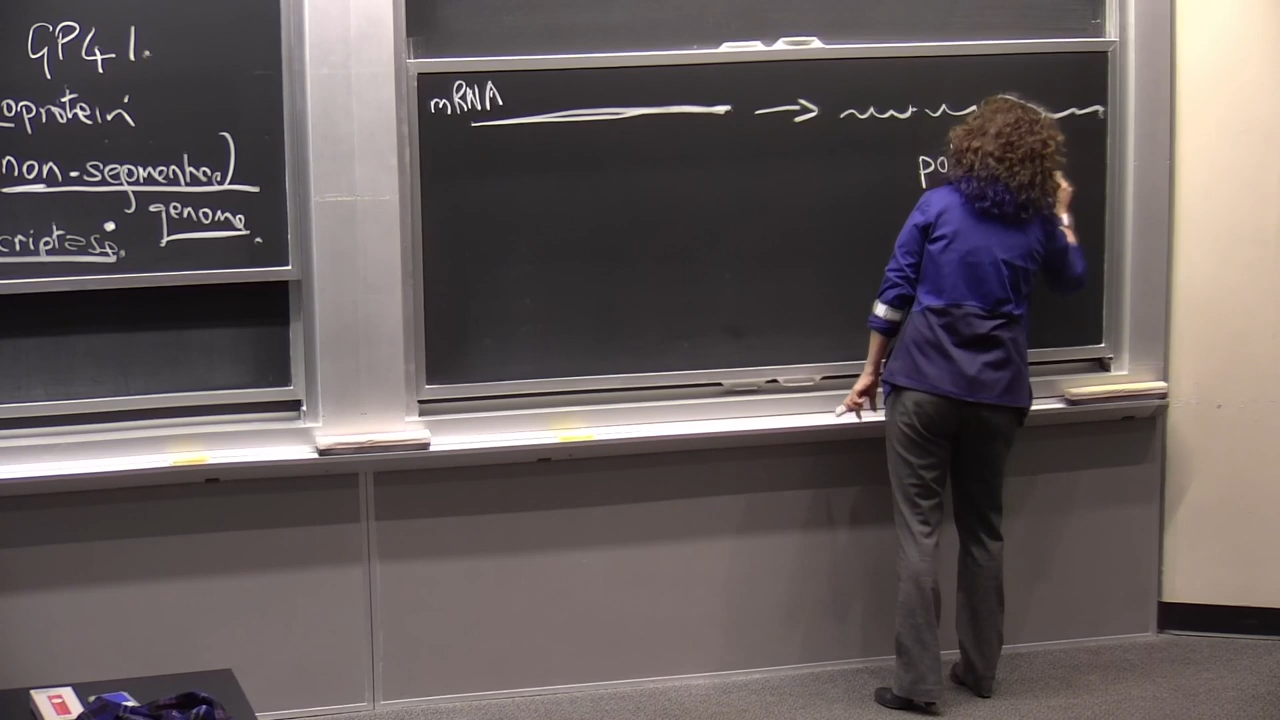 GP41.
oprotein
non-segmented)
genome.
criptase.
mRNA →
po